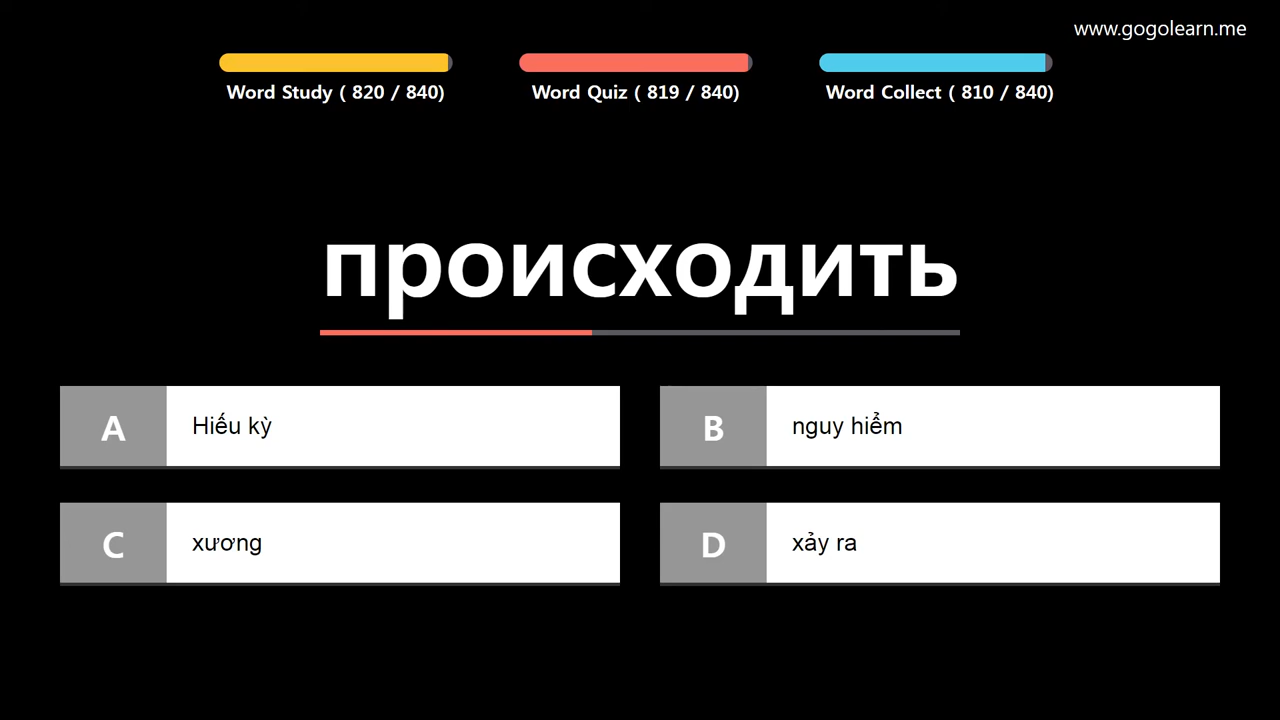 www.gogolearn.me
Word Study ( 820 / 840)
Word Quiz ( 819 / 840)
Word Collect ( 810 / 840)
происходить
A Hiếu kỳ
B nguy hiểm
C xương
D xảy ra